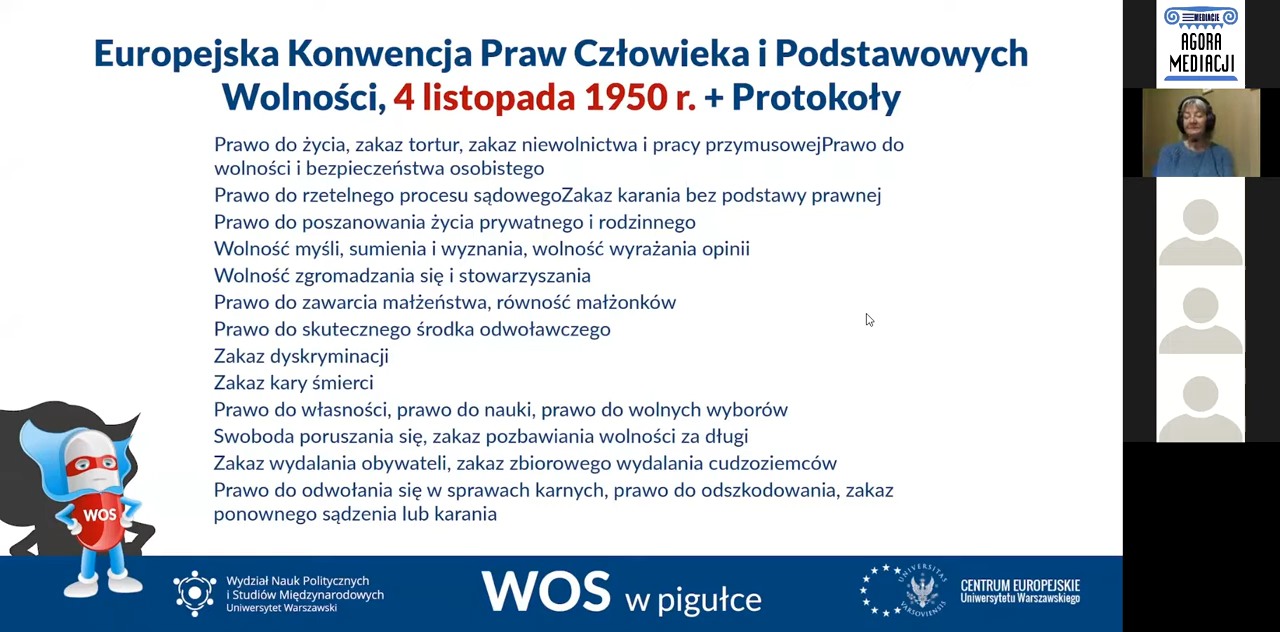 Europejska Konwencja Praw Człowieka i Podstawowych
Wolności, 4 listopada 1950 r. + Protokoły
Prawo do życia, zakaz tortur, zakaz niewolnictwa i pracy przymusowejPrawo do
wolności i bezpieczeństwa osobistego
Prawo do rzetelnego procesu sądowegoZakaz karania bez podstawy prawnej
Prawo do poszanowania życia prywatnego i rodzinnego
Wolność myśli, sumienia i wyznania, wolność wyrażania opinii
Wolność zgromadzania się i stowarzyszania
Prawo do zawarcia małżeństwa, równość małżonków
Prawo do skutecznego środka odwoławczego
Zakaz dyskryminacji
Zakaz kary śmierci
Prawo do własności, prawo do nauki, prawo do wolnych wyborów
Swoboda poruszania się, zakaz pozbawiania wolności za długi
Zakaz wydalania obywateli, zakaz zbiorowego wydalania cudzoziemców
Prawo do odwołania się w sprawach karnych, prawo do odszkodowania, zakaz
ponownego sądzenia lub karania
WOS
Wydział Nauk Politycznych
i Studiów Międzynarodowych
Uniwersytet Warszawski
WOS w pigułce
UNIVERSITAS
VARSOVIENSIS
CENTRUM EUROPEJSKIE
Uniwersytetu Warszawskiego
MEDIACJE
AGORA
MEDIACJI